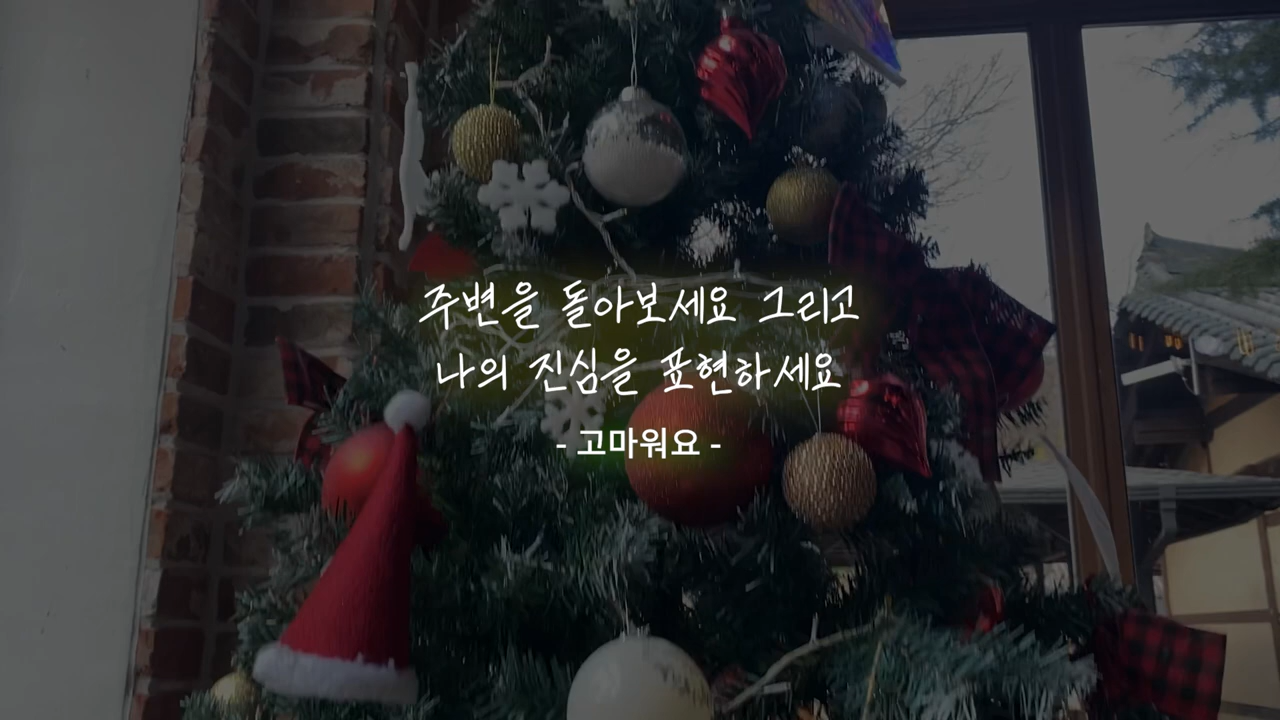 주변을 돌아보세요 그리고
나의 진심을 표현하세요
- 고마워요 -